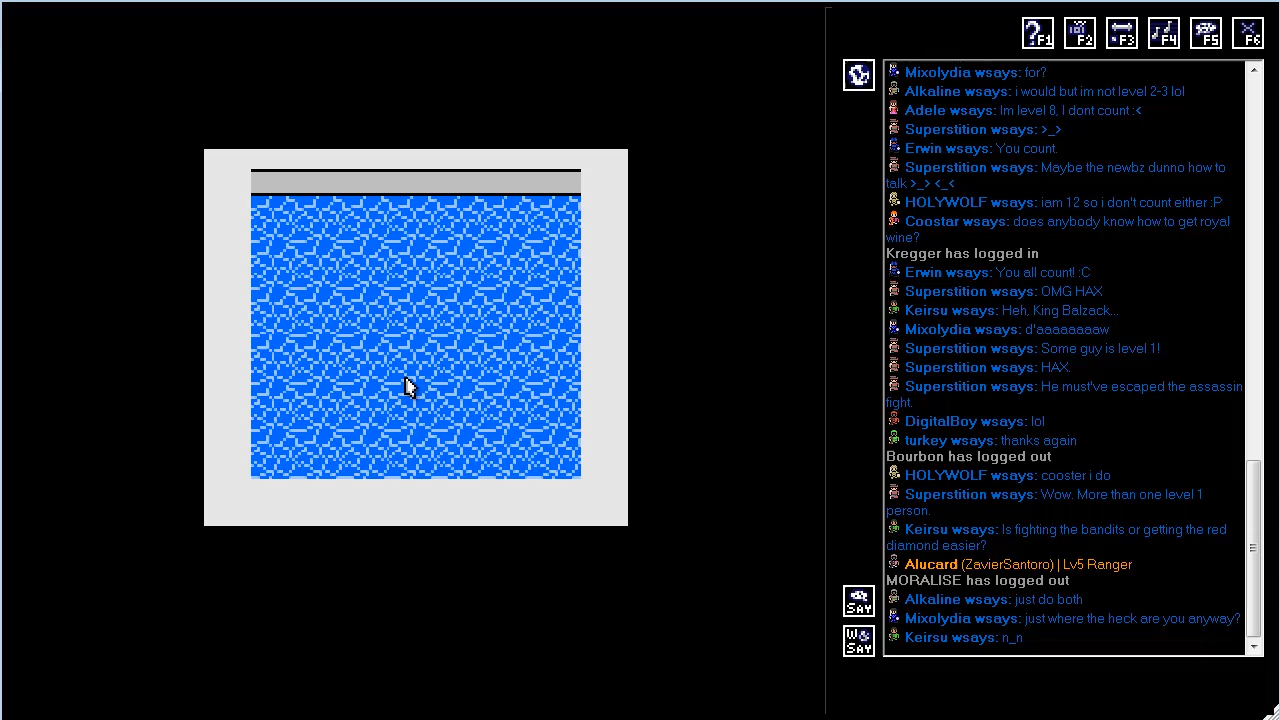 ?F1 F2 F3 F4 F5 F6
Mixolydia wsays: for?
Alkaline wsays: i would but im not level 2-3 lol
Adele wsays: Im level 8, I dont count :<
Superstition wsays: >_>
Erwin wsays: You count.
Superstition wsays: Maybe the newbz dunno how to
talk >_> <_<
HOLYWOLF wsays: iam 12 so i don't count either :P
Coostar wsays: does anybody know how to get royal
wine?
Kregger has logged in
Erwin wsays: You all count! :C
Superstition wsays: OMG HAX
Keirsu wsays: Heh, King Balzack...
Mixolydia wsays: d'aaaaaaaaw
Superstition wsays: Some guy is level 1!
Superstition wsays: HAX.
Superstition wsays: He must've escaped the assassin
fight.
DigitalBoy wsays: lol
turkey wsays: thanks again
Bourbon has logged out
HOLYWOLF wsays: cooster i do
Superstition wsays: Wow. More than one level 1
person.
Keirsu wsays: Is fighting the bandits or getting the red
diamond easier?
Alucard (ZavierSantoro) | Lv5 Ranger
MORALISE has logged out
SAY
Alkaline wsays: just do both
Mixolydia wsays: just where the heck are you anyway?
W SAY
Keirsu wsays: n_n